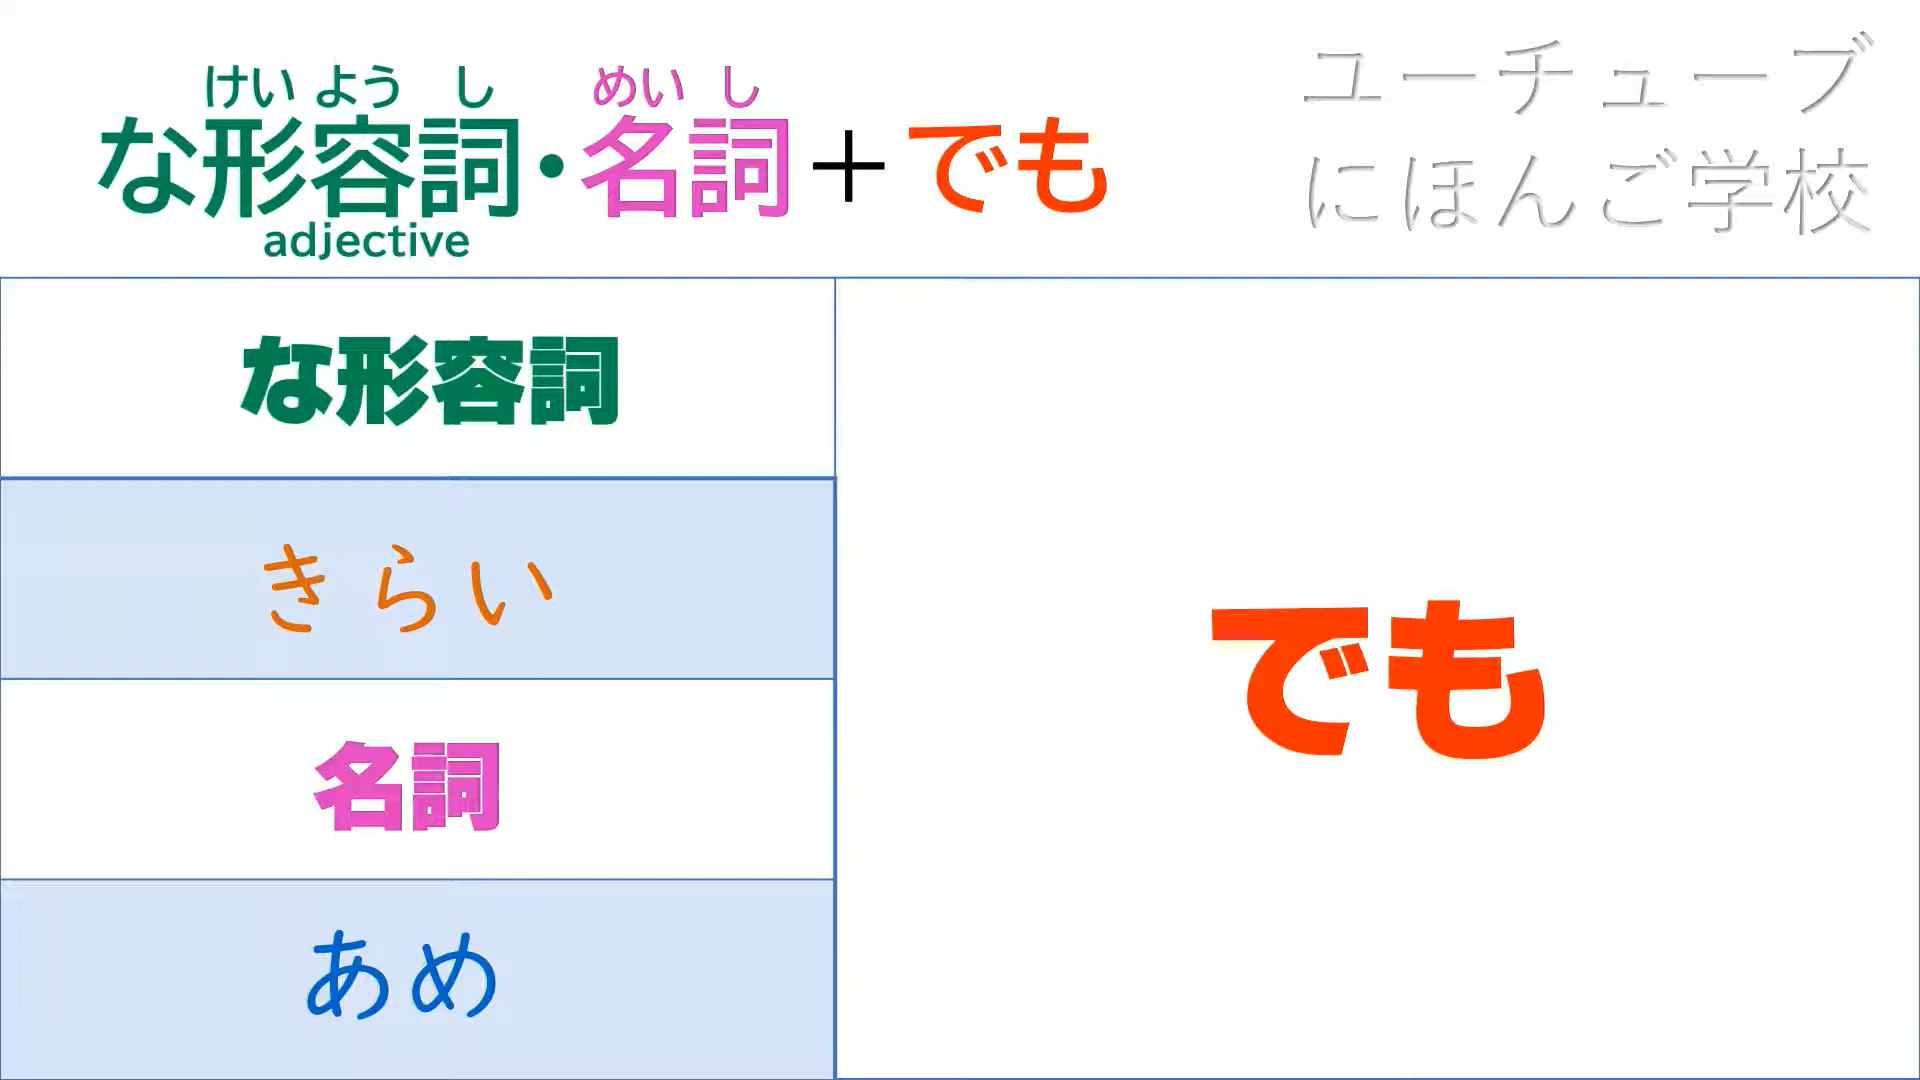 けいようし めいし
な形容詞・名詞+でも
adjective
ユーチューブ
にほんご学校
な形容詞
きらい
名詞
あめ
でも